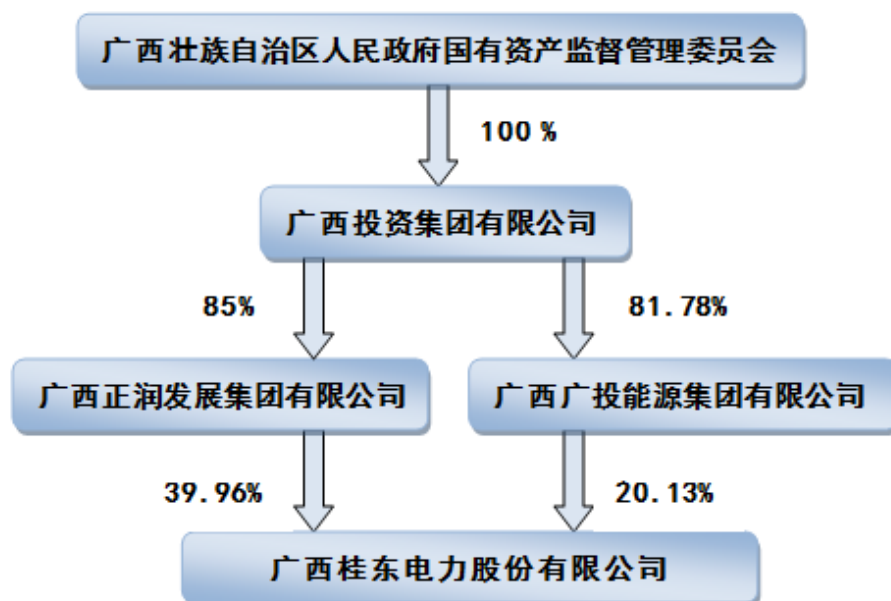 广西壮族自治区人民政府国有资产监督管理委员会
100 %
广西投资集团有限公司
85%
81.78%
广西正润发展集团有限公司
广西广投能源集团有限公司
39.96%
20.13%
广西桂东电力股份有限公司